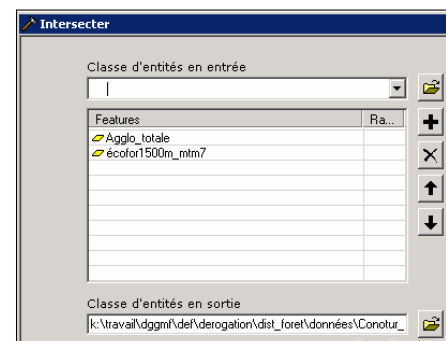 Intersecter
Classe d'entités en entrée
Features Ra...
Agglo_totale
écofor1500m_mtm7
Classe d'entités en sortie
k:\travail\dggmf\def\derogation\dist_foret\données\Conotur_